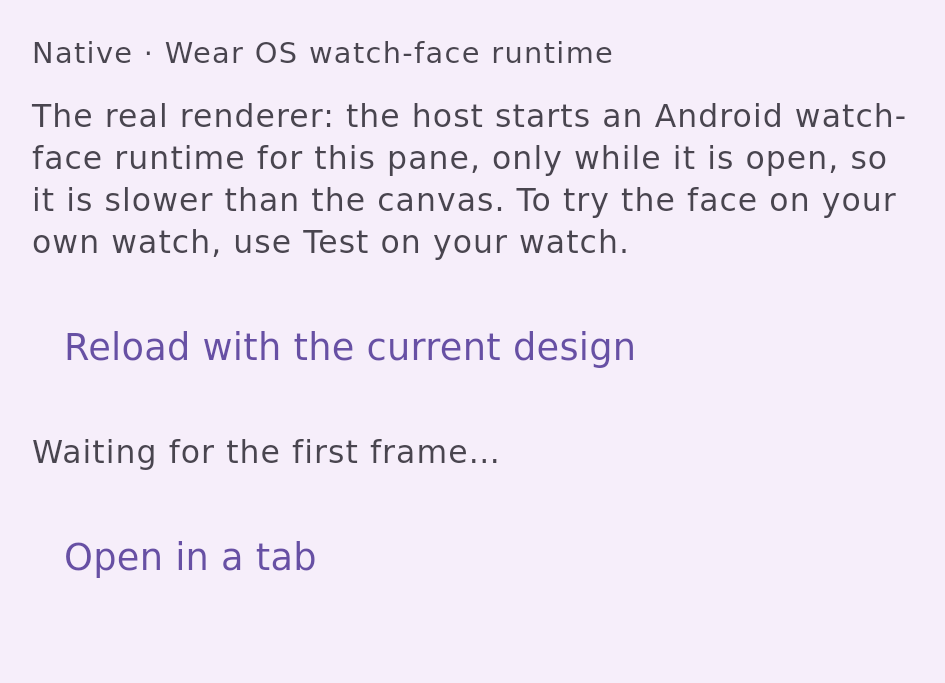 Native · Wear OS watch-face runtime
The real renderer: the host starts an Android watch-
face runtime for this pane, only while it is open, so
it is slower than the canvas. To try the face on your
own watch, use Test on your watch.
Reload with the current design
Waiting for the first frame…
Open in a tab